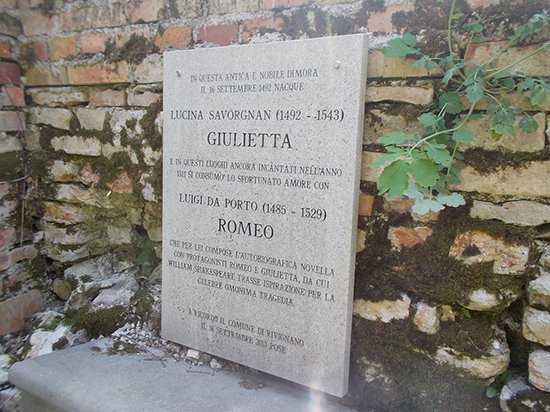 IN QUESTA ANTICA E NOBILE DIMORA
IL 16 SETTEMBRE 1492 NACQUE
LUCINA SAVORGNAN (1492 - 1543)
GIULIETTA
E IN QUESTI LUOGHI ANCORA INCANTATI NELL'ANNO
1511 SI CONSUMO' LO SFORTUNATO AMORE CON
LUIGI DA PORTO (1485 - 1529)
ROMEO
CHE PER LEI COMPOSE L'AUTOBIOGRAFICA NOVELLA
CON PROTAGONISTI ROMEO E GIULIETTA, DA CUI
WILLIAM SHAKESPEARE TRASSE ISPIRAZIONE PER LA
CELEBRE OMONIMA TRAGEDIA.
A RICORDO IL COMUNE DI RIVIGNANO
IL 16 SETTEMBRE 2013 POSE